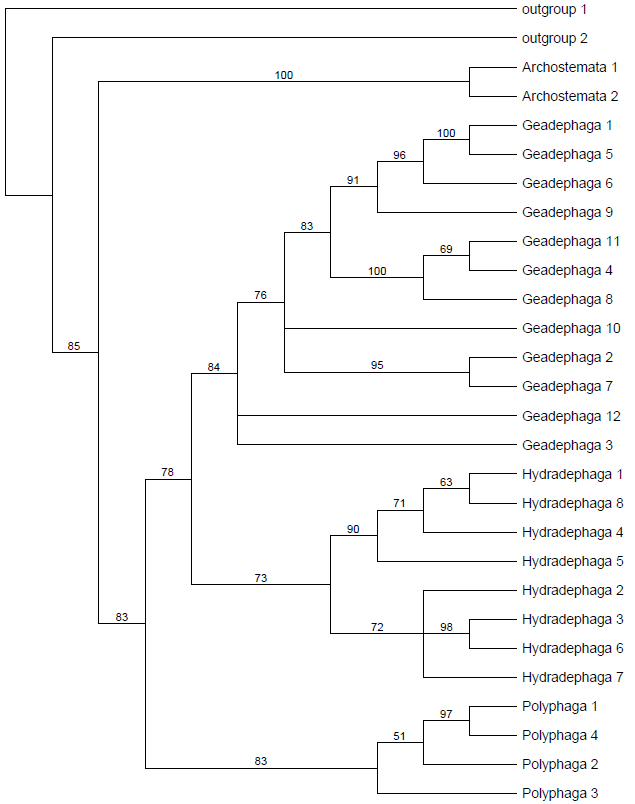 outgroup 1
outgroup 2
Archostemata 1
100
Archostemata 2
Geadephaga 1
100
Geadephaga 5
96
Geadephaga 6
91
Geadephaga 9
83
Geadephaga 11
69
Geadephaga 4
100
Geadephaga 8
76
Geadephaga 10
Geadephaga 2
95
84
Geadephaga 7
85
Geadephaga 12
Geadephaga 3
78
Hydradephaga 1
63
Hydradephaga 8
71
Hydradephaga 4
90
Hydradephaga 5
73
Hydradephaga 2
83
Hydradephaga 3
72
98
Hydradephaga 6
Hydradephaga 7
Polyphaga 1
97
Polyphaga 4
51
Polyphaga 2
83
Polyphaga 3